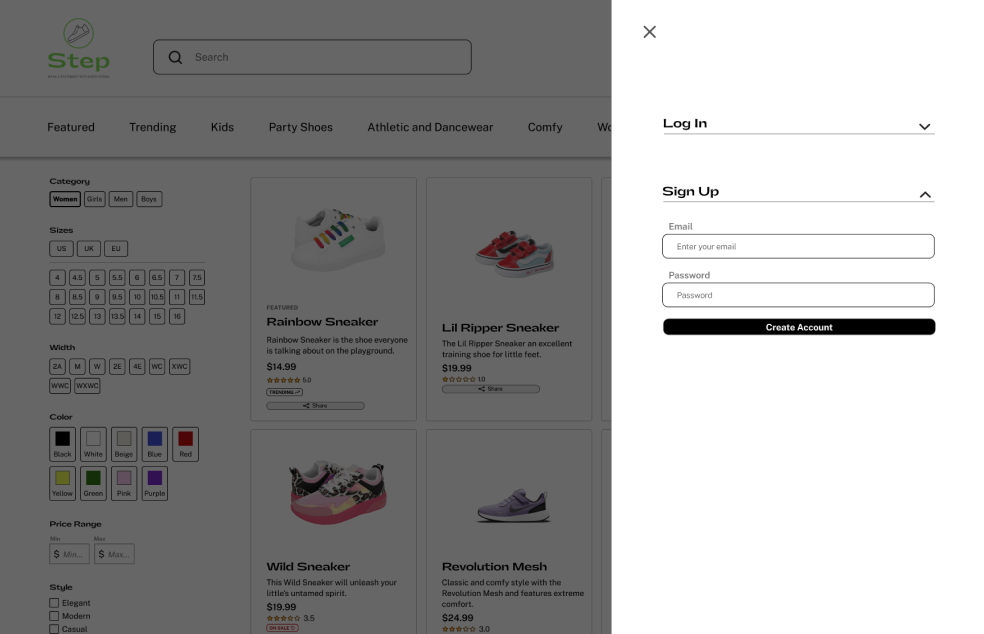 Step
Search
Featured Trending Kids Party Shoes Athletic and Dancewear Comfy Wo
Category
Women Girls Men Boys
Sizes
US UK EU
4 4.5 5 5.5 6 6.5 7 7.5
8 8.5 9 9.5 10 10.5 11 11.5
12 12.5 13 13.5 14 15 16
Width
2A M W 2E 4E WC XWC
WWC WXWC
Color
Black White Beige Blue Red
Yellow Green Pink Purple
Price Range
Min Max
$ Min... $ Max...
Style
Elegant
Modern
Casual
FEATURED
Rainbow Sneaker
Rainbow Sneaker is the shoe everyone
is talking about on the playground.
$14.99
5.0
TRENDING
Share
Lil Ripper Sneaker
The Lil Ripper Sneaker an excellent
training shoe for little feet.
$19.99
1.0
Share
Wild Sneaker
This Wild Sneaker will unleash your
little's untamed spirit.
$19.99
3.5
ON SALE
Revolution Mesh
Classic and comfy style with the
Revolution Mesh and features extreme
comfort.
$24.99
3.0
Log In
Sign Up
Email
Enter your email
Password
Password
Create Account